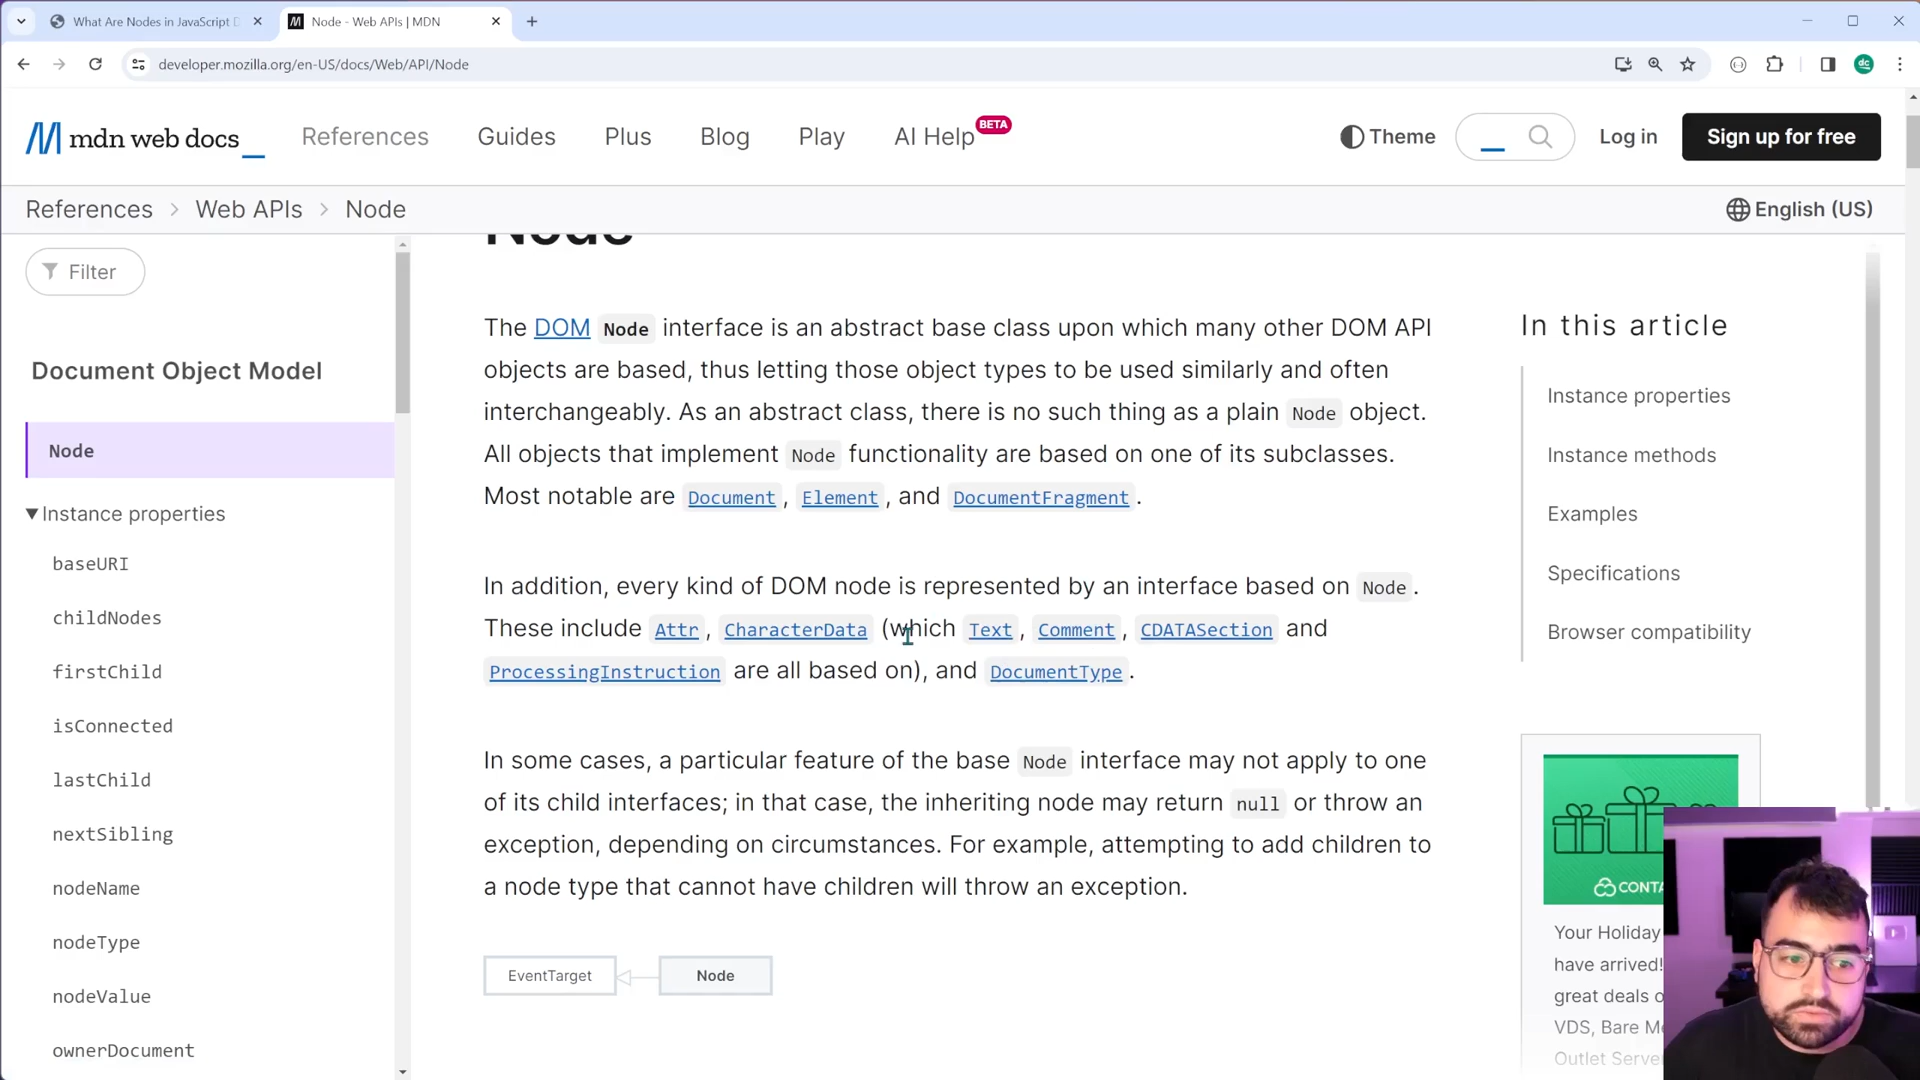 What Are Nodes in JavaScript D
Node - Web APIs | MDN
developer.mozilla.org/en-US/docs/Web/API/Node
dc
mdn web docs_
References
Guides
Plus
Blog
Play
AI Help BETA
Theme
Log in
Sign up for free
References > Web APIs > Node
English (US)
Filter
Document Object Model
Node
Instance properties
baseURI
childNodes
firstChild
isConnected
lastChild
nextSibling
nodeName
nodeType
nodeValue
ownerDocument
Node
The DOM Node interface is an abstract base class upon which many other DOM API
objects are based, thus letting those object types to be used similarly and often
interchangeably. As an abstract class, there is no such thing as a plain Node object.
All objects that implement Node functionality are based on one of its subclasses.
Most notable are Document, Element, and DocumentFragment.
In addition, every kind of DOM node is represented by an interface based on Node.
These include Attr, CharacterData (which Text, Comment, CDATASection and
ProcessingInstruction are all based on), and DocumentType.
In some cases, a particular feature of the base Node interface may not apply to one
of its child interfaces; in that case, the inheriting node may return null or throw an
exception, depending on circumstances. For example, attempting to add children to
a node type that cannot have children will throw an exception.
EventTarget
Node
In this article
Instance properties
Instance methods
Examples
Specifications
Browser compatibility
CONTA
Your Holiday
have arrived!
great deals o
VDS, Bare M
Outlet Server